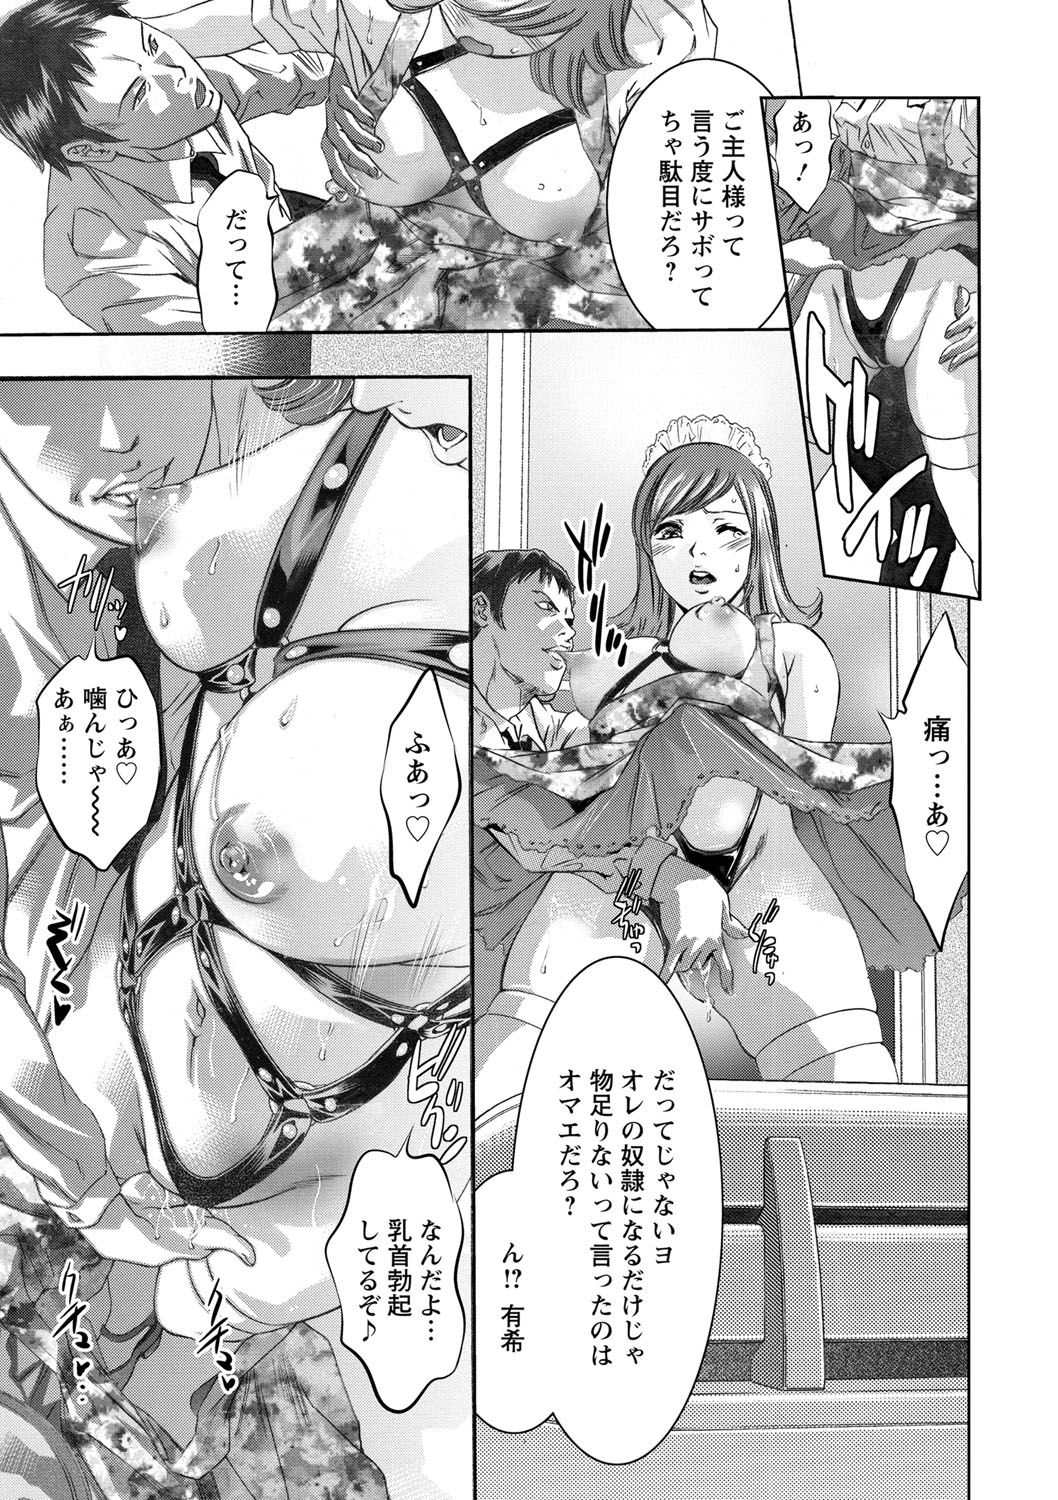 あっ！
ご主人様って
言う度にサボって
ちゃ駄目だろ？
だって…
痛っ…あ♡
だってじゃないヨ
オレの奴隷になるだけじゃ
物足りないって言ったのは
オマエだろ？
ん!?　有希
ふあっ♡
ひっあ♡
噛んじゃ〜〜
あぁ……
なんだよ…
乳首勃起
してるぞ♪